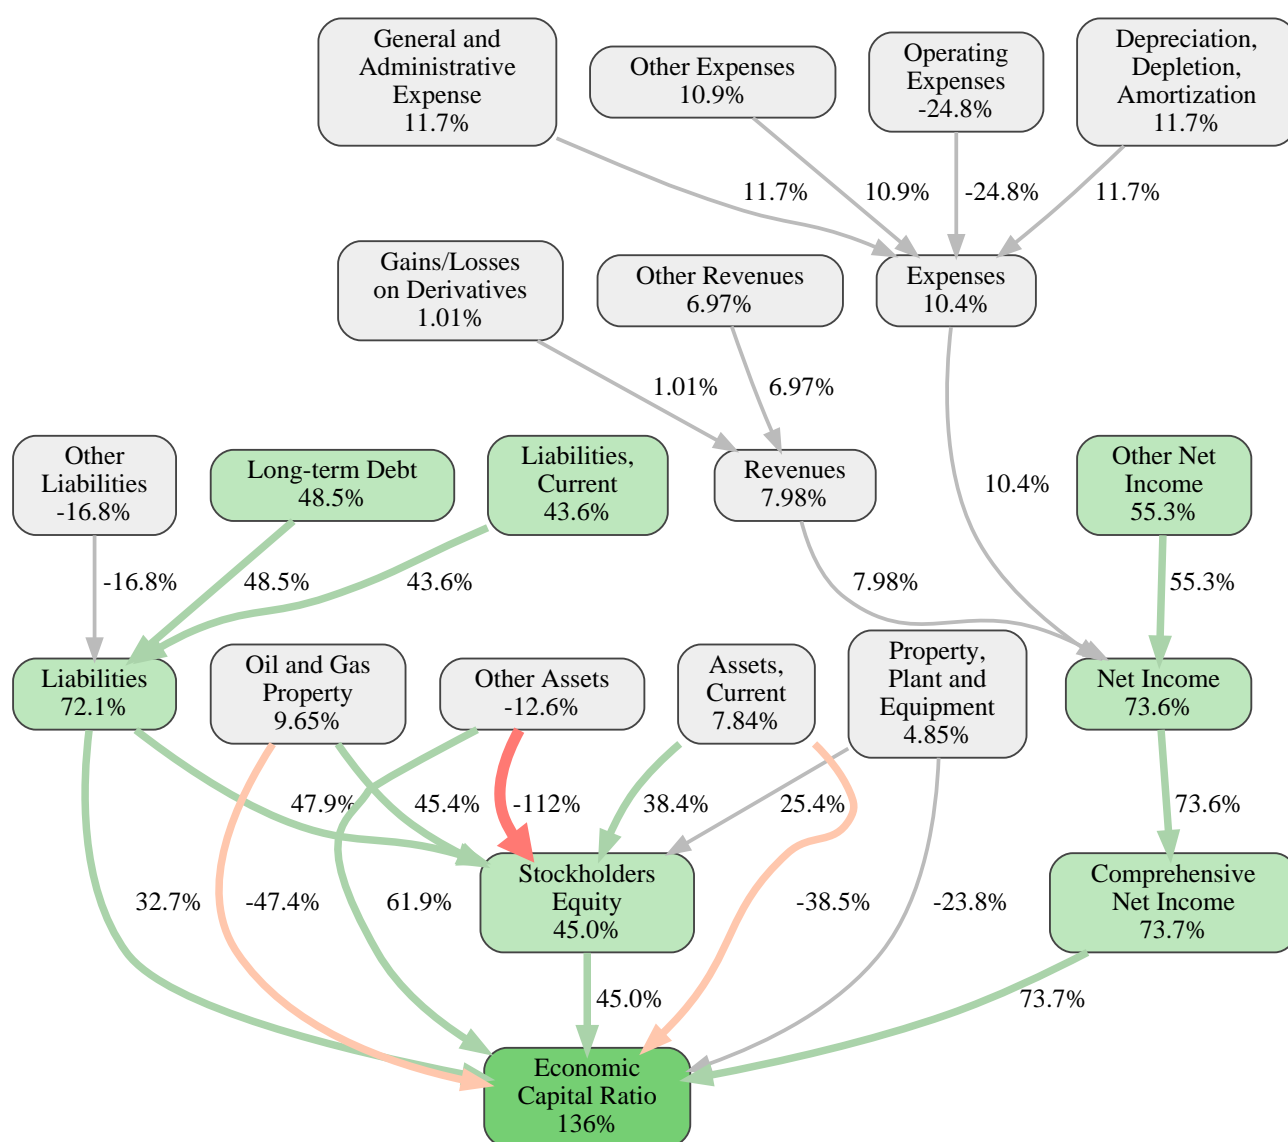 General and
Administrative
Expense
11.7%
Other Expenses
10.9%
Operating
Expenses
-24.8%
Depreciation,
Depletion,
Amortization
11.7%
11.7%
10.9%
-24.8%
11.7%
Gains/Losses
on Derivatives
1.01%
Other Revenues
6.97%
Expenses
10.4%
1.01%
6.97%
Other
Liabilities
-16.8%
Long-term Debt
48.5%
Liabilities,
Current
43.6%
Revenues
7.98%
10.4%
Other Net
Income
55.3%
-16.8%
48.5%
43.6%
7.98%
55.3%
Liabilities
72.1%
Oil and Gas
Property
9.65%
Other Assets
-12.6%
Assets,
Current
7.84%
Property,
Plant and
Equipment
4.85%
Net Income
73.6%
47.9%
45.4%
-112%
38.4%
25.4%
73.6%
Stockholders
Equity
45.0%
Comprehensive
Net Income
73.7%
32.7%
-47.4%
61.9%
-38.5%
-23.8%
45.0%
73.7%
Economic
Capital Ratio
136%